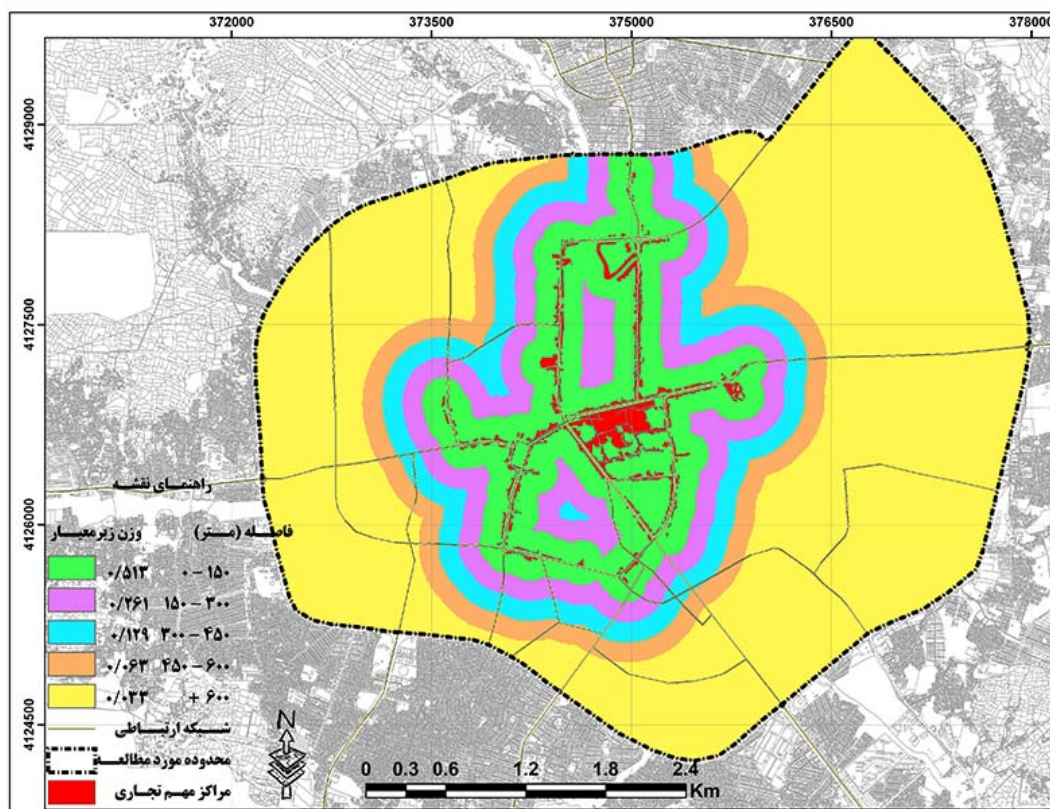 372000 373500 375000 376500 378000
4129000
4127500
4126000
4124500
راهنمای نقشه
فاصله (متر) وزن زیرمعیار
۰ - ۱۵۰ ۰/۵۱۳
۱۵۰ - ۳۰۰ ۰/۲۶۱
۳۰۰ - ۴۵۰ ۰/۱۲۹
۴۵۰ - ۶۰۰ ۰/۰۶۳
۶۰۰ + ۰/۰۳۳
شبکه ارتباطی
محدوده مورد مطالعه
مراکز مهم تجاری
N
0 0.3 0.6 1.2 1.8 2.4
Km